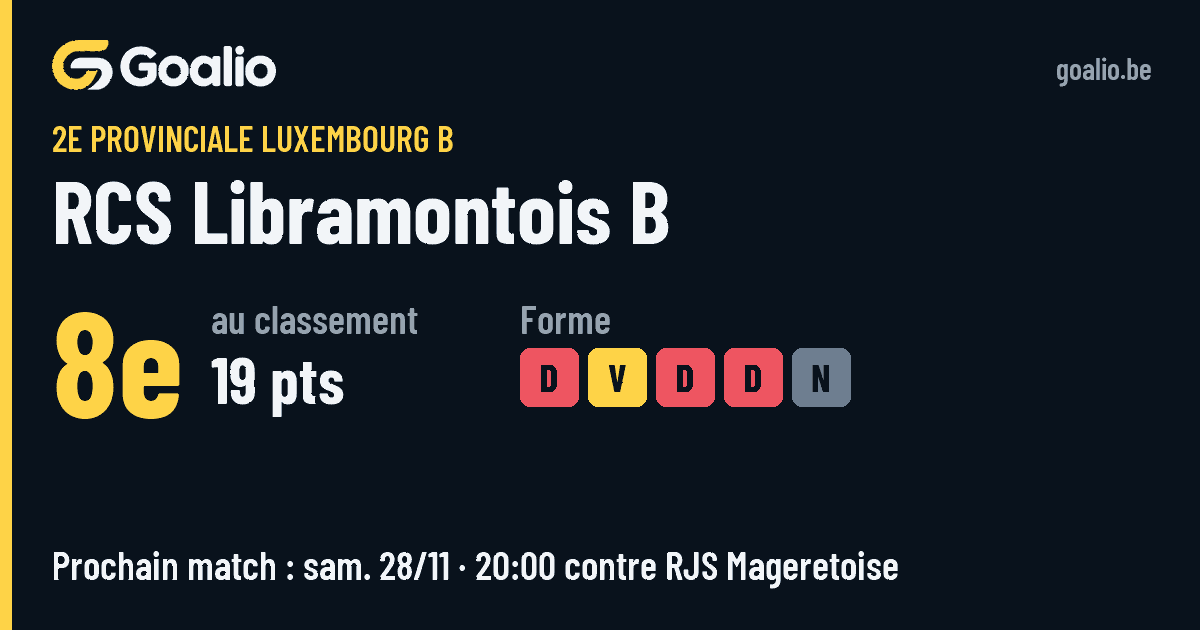 Goalio
goalio.be
2E PROVINCIALE LUXEMBOURG B
RCS Libramontois B
8e
au classement
19 pts
Forme
D V D D N
Prochain match : sam. 28/11 · 20:00 contre RJS Mageretoise